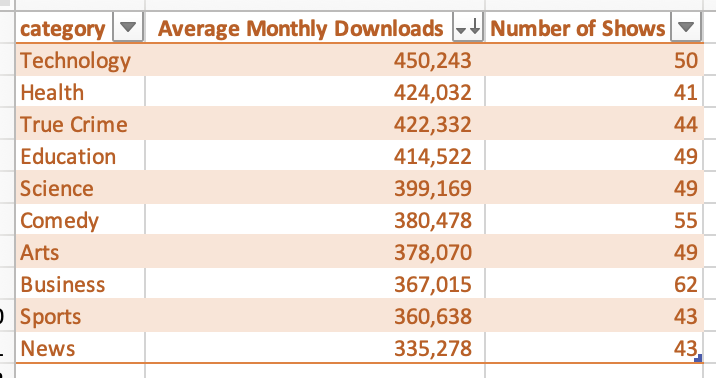 category Average Monthly Downloads Number of Shows
Technology 450,243 50
Health 424,032 41
True Crime 422,332 44
Education 414,522 49
Science 399,169 49
Comedy 380,478 55
Arts 378,070 49
Business 367,015 62
Sports 360,638 43
News 335,278 43